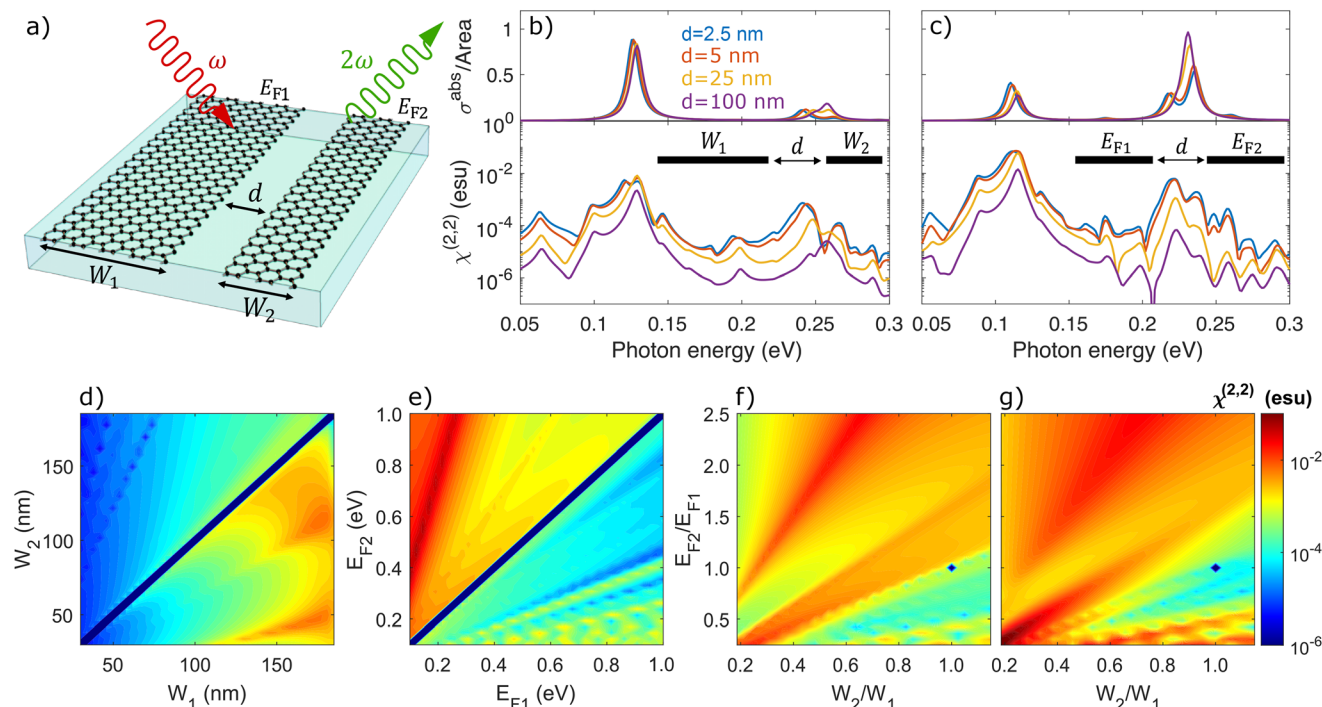 a)
ω
2ω
E_F1
E_F2
d
W_1
W_2
b)
σ^abs/Area
1
0.5
0
d=2.5 nm
d=5 nm
d=25 nm
d=100 nm
χ^(2,2) (esu)
10^0
10^-2
10^-4
10^-6
W_1
d
W_2
0.05 0.1 0.15 0.2 0.25 0.3
Photon energy (eV)
c)
E_F1
d
E_F2
0.05 0.1 0.15 0.2 0.25 0.3
Photon energy (eV)
d)
W_2 (nm)
150
100
50
50 100 150
W_1 (nm)
e)
E_F2 (eV)
1.0
0.8
0.6
0.4
0.2
0.2 0.4 0.6 0.8 1.0
E_F1 (eV)
f)
E_F2/E_F1
2.5
2.0
1.5
1.0
0.5
0.2 0.4 0.6 0.8 1.0
W_2/W_1
g)
0.2 0.4 0.6 0.8 1.0
W_2/W_1
χ^(2,2) (esu)
10^-2
10^-4
10^-6